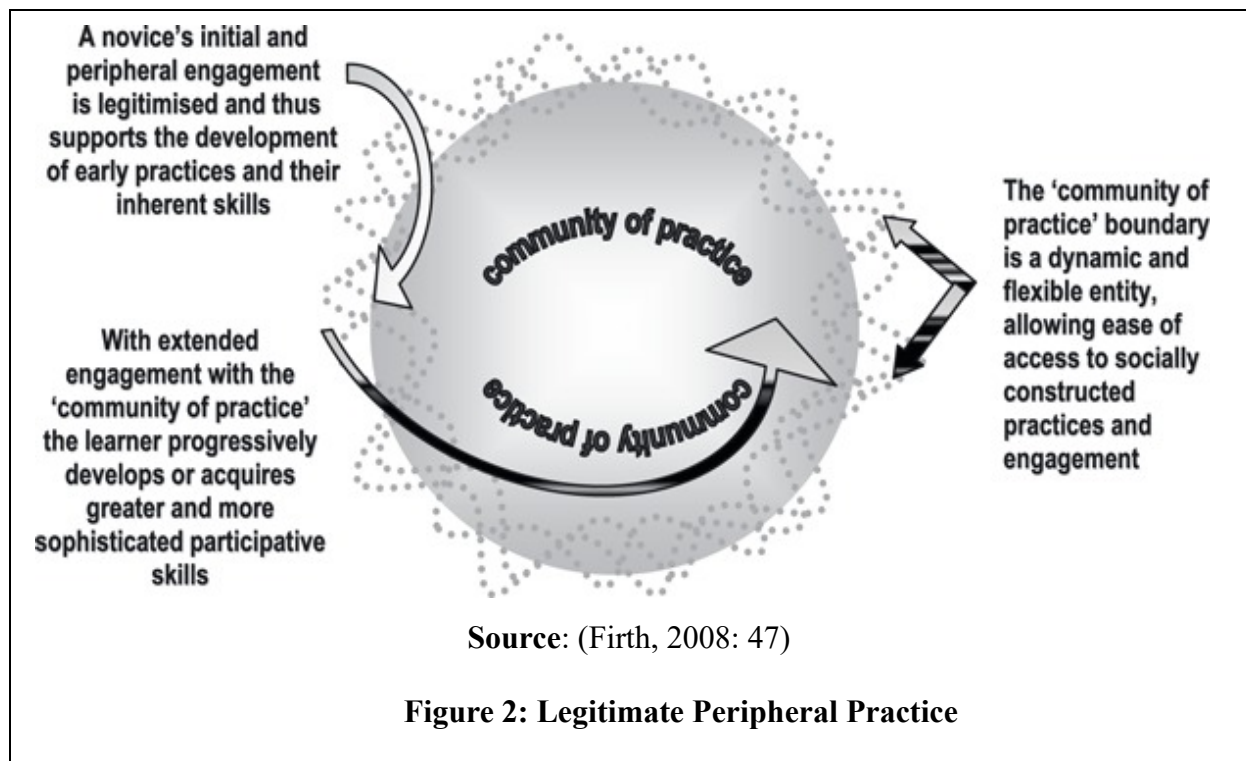 A novice's initial and
peripheral engagement
is legitimised and thus
supports the development
of early practices and their
inherent skills
With extended
engagement with the
'community of practice'
the learner progressively
develops or acquires
greater and more
sophisticated participative
skills
community of practice
community of practice
The 'community of
practice' boundary
is a dynamic and
flexible entity,
allowing ease of
access to socially
constructed
practices and
engagement
Source: (Firth, 2008: 47)
Figure 2: Legitimate Peripheral Practice